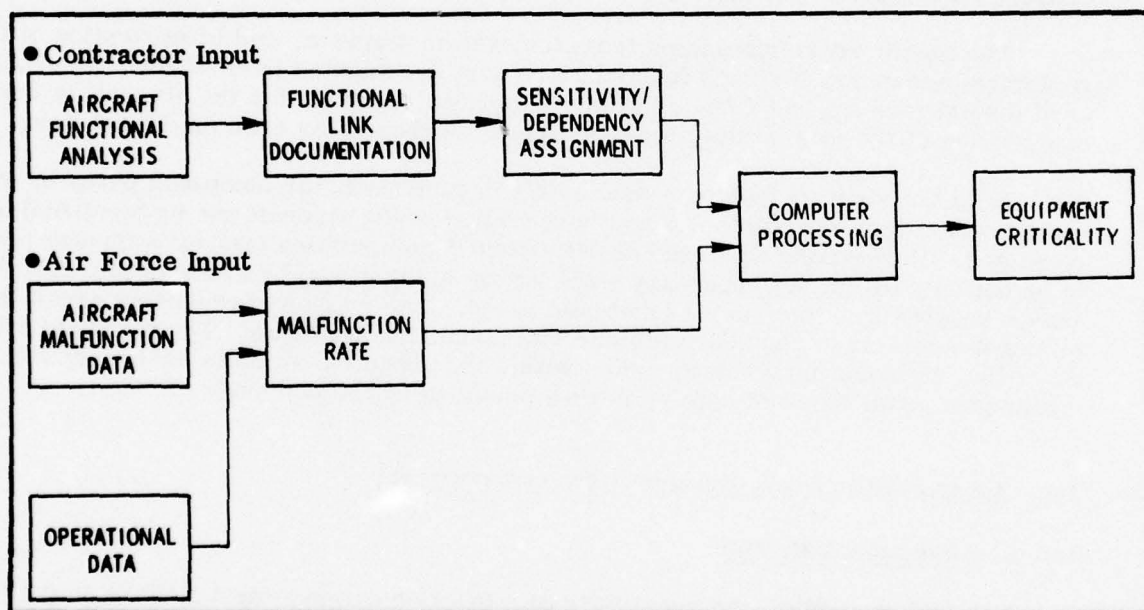 ● Contractor Input
AIRCRAFT
FUNCTIONAL
ANALYSIS
FUNCTIONAL
LINK
DOCUMENTATION
SENSITIVITY/
DEPENDENCY
ASSIGNMENT
COMPUTER
PROCESSING
EQUIPMENT
CRITICALITY
● Air Force Input
AIRCRAFT
MALFUNCTION
DATA
MALFUNCTION
RATE
OPERATIONAL
DATA